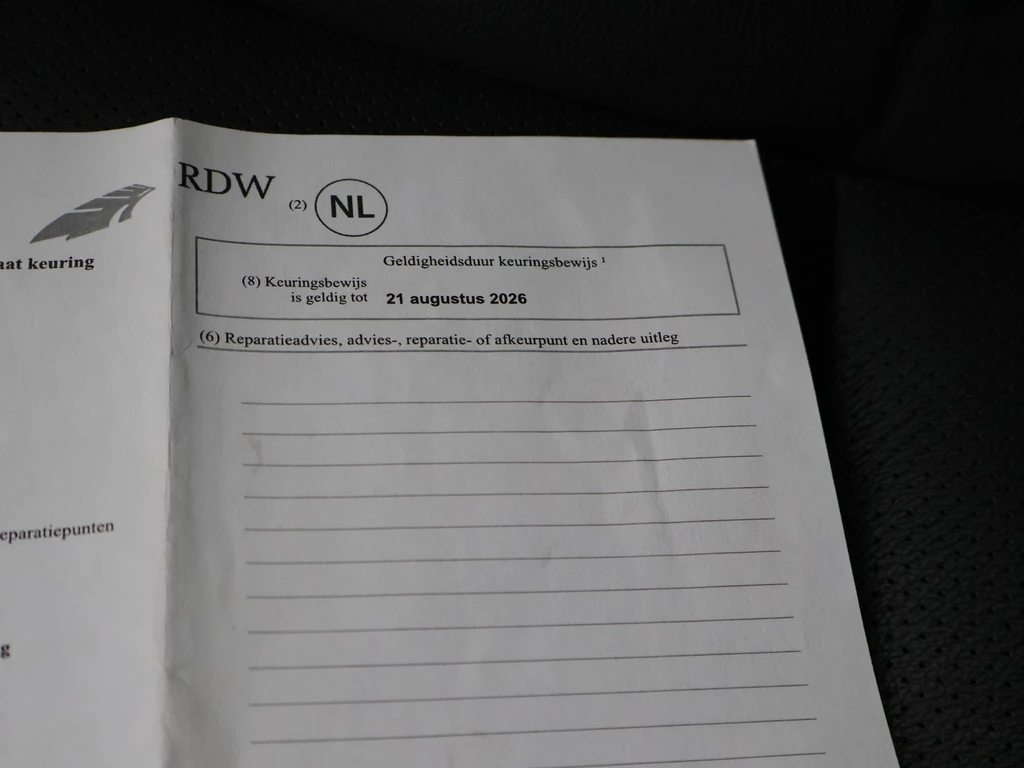 RDW (2) NL
aat keuring
Geldigheidsduur keuringsbewijs ¹
(8) Keuringsbewijs
is geldig tot 21 augustus 2026
(6) Reparatieadvies, advies-, reparatie- of afkeurpunt en nadere uitleg
eparatiepunten
g